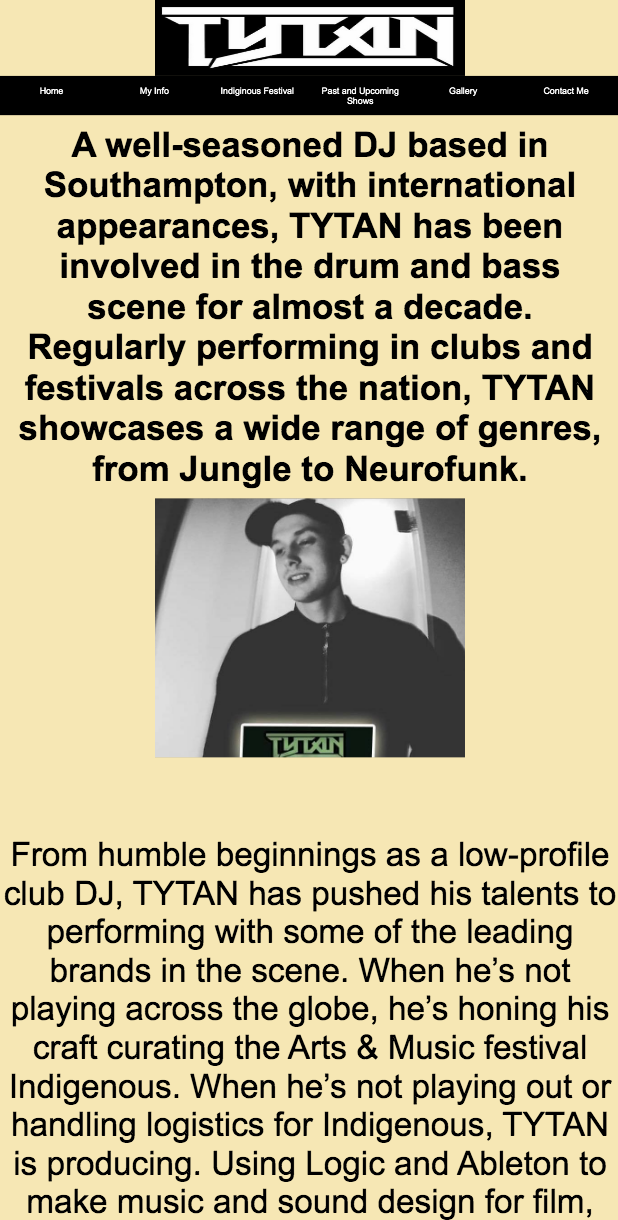 TYTAN
Home
My Info
Indiginous Festival
Past and Upcoming
Shows
Gallery
Contact Me
A well-seasoned DJ based in
Southampton, with international
appearances, TYTAN has been
involved in the drum and bass
scene for almost a decade.
Regularly performing in clubs and
festivals across the nation, TYTAN
showcases a wide range of genres,
from Jungle to Neurofunk.
TYTAN
From humble beginnings as a low-profile
club DJ, TYTAN has pushed his talents to
performing with some of the leading
brands in the scene. When he’s not
playing across the globe, he’s honing his
craft curating the Arts & Music festival
Indigenous. When he’s not playing out or
handling logistics for Indigenous, TYTAN
is producing. Using Logic and Ableton to
make music and sound design for film,